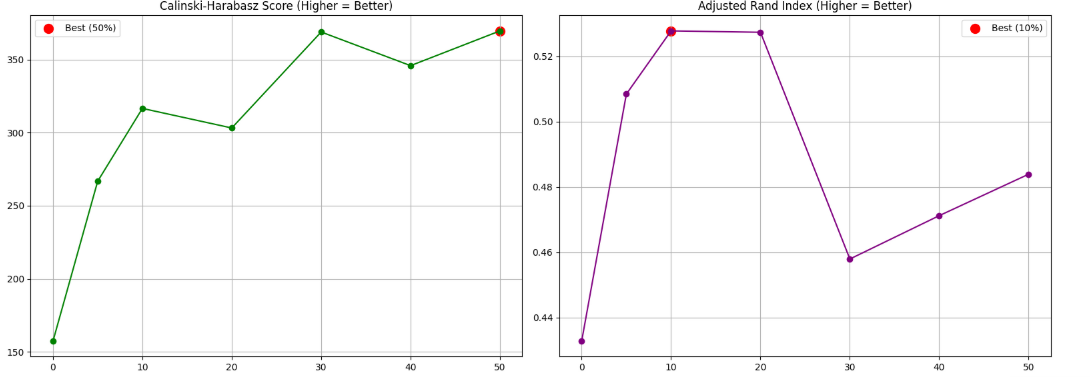 Calinski-Harabasz Score (Higher = Better)
Best (50%)
350
300
250
200
150
0 10 20 30 40 50
Adjusted Rand Index (Higher = Better)
Best (10%)
0.52
0.50
0.48
0.46
0.44
0 10 20 30 40 50